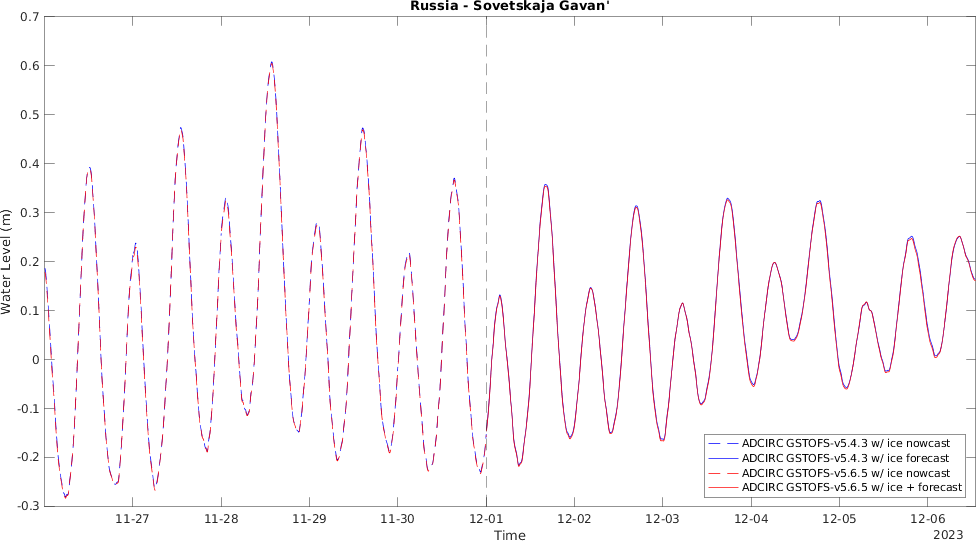 Russia - Sovetskaja Gavan'
Water Level (m)
0.7
0.6
0.5
0.4
0.3
0.2
0.1
0
-0.1
-0.2
-0.3
ADCIRC GSTOFS-v5.4.3 w/ ice nowcast
ADCIRC GSTOFS-v5.4.3 w/ ice forecast
ADCIRC GSTOFS-v5.6.5 w/ ice nowcast
ADCIRC GSTOFS-v5.6.5 w/ ice + forecast
11-27 11-28 11-29 11-30 12-01 12-02 12-03 12-04 12-05 12-06
Time
2023